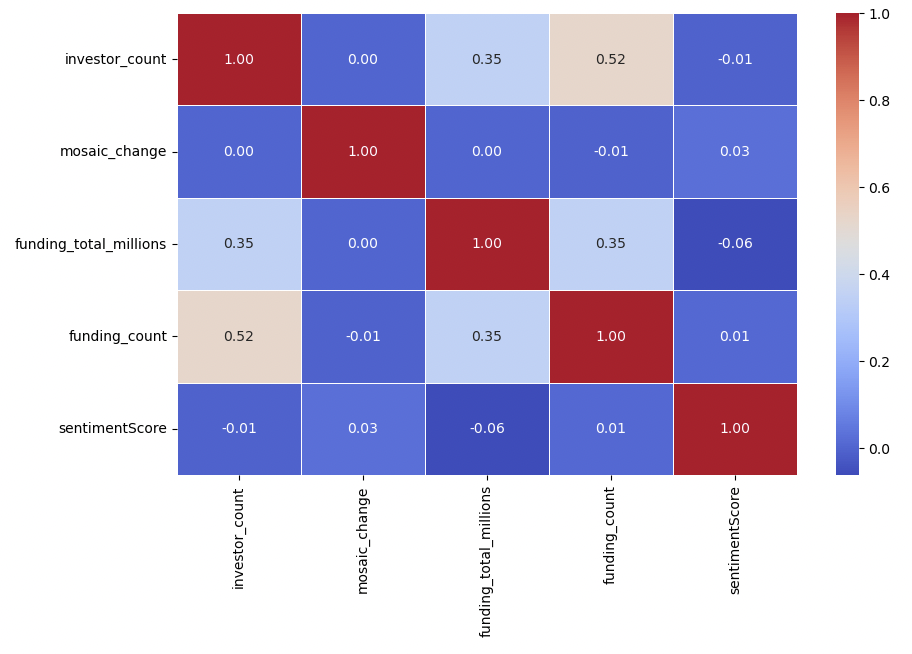 investor_count 1.00 0.00 0.35 0.52 -0.01
mosaic_change 0.00 1.00 0.00 -0.01 0.03
funding_total_millions 0.35 0.00 1.00 0.35 -0.06
funding_count 0.52 -0.01 0.35 1.00 0.01
sentimentScore -0.01 0.03 -0.06 0.01 1.00
investor_count
mosaic_change
funding_total_millions
funding_count
sentimentScore
1.0
0.8
0.6
0.4
0.2
0.0